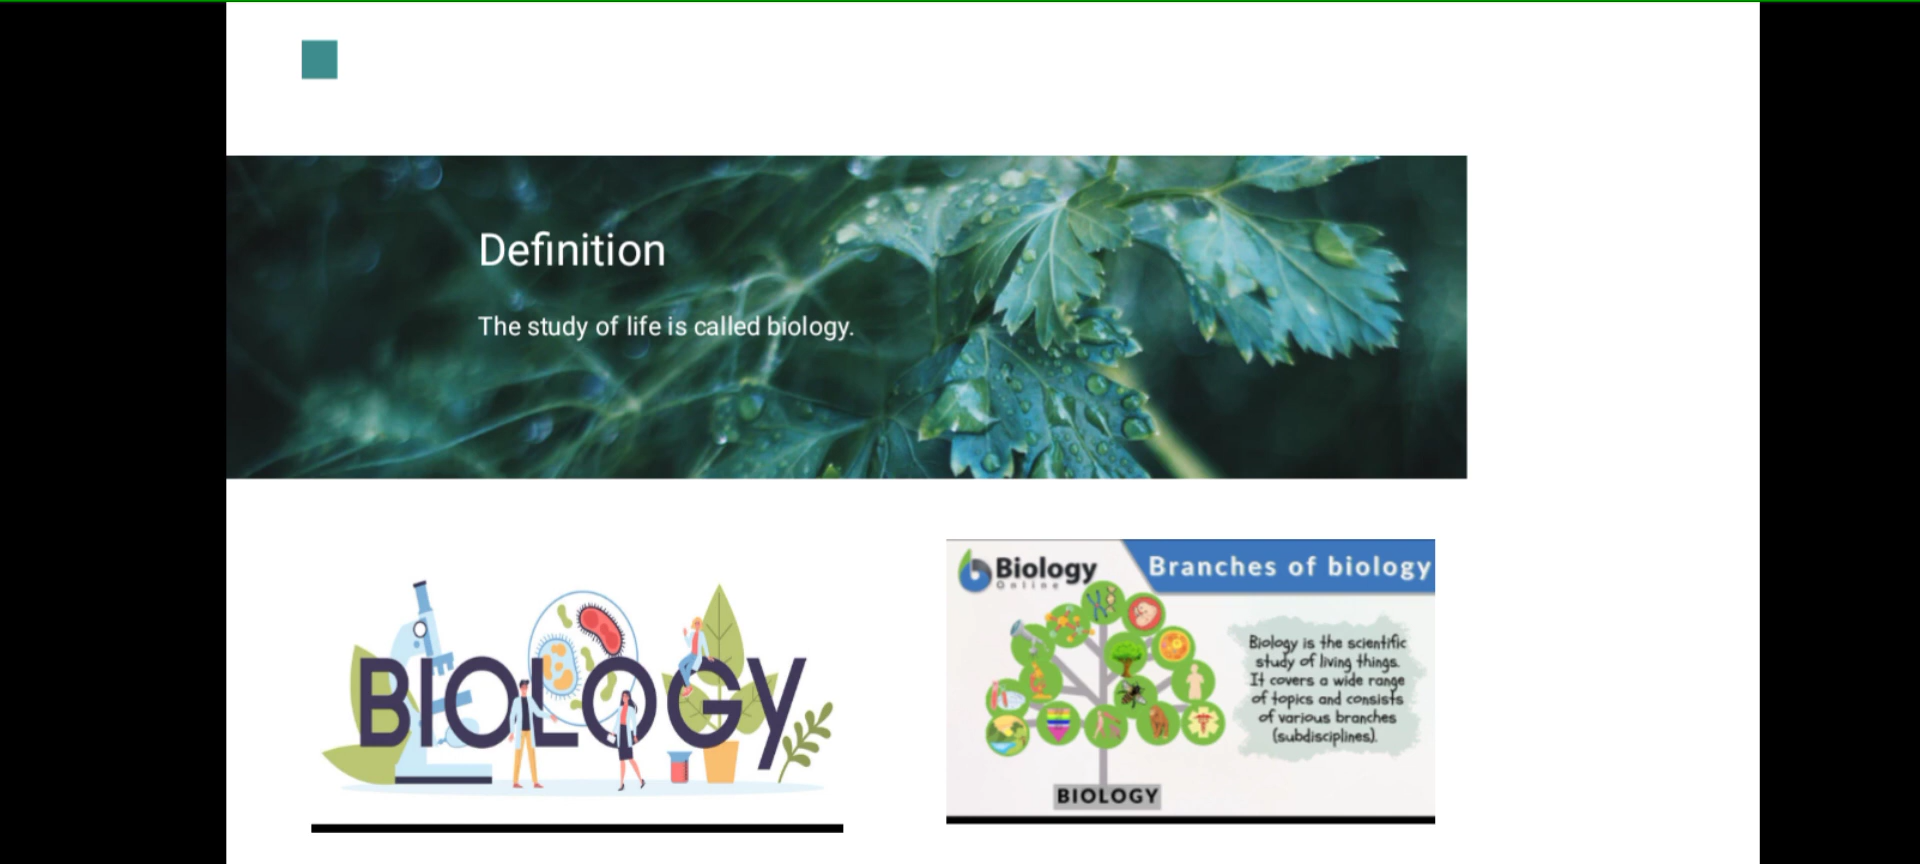 Definition
The study of life is called biology.
BIOLOGY
Biology
Online
Branches of biology
Biology is the scientific
study of living things.
It covers a wide range
of topics and consists
of various branches
(subdisciplines).
BIOLOGY